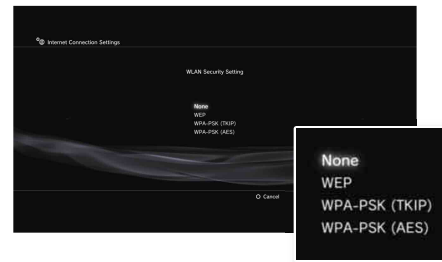 Internet Connection Settings
WLAN Security Setting
None
WEP
WPA-PSK (TKIP)
WPA-PSK (AES)
Cancel
None
WEP
WPA-PSK (TKIP)
WPA-PSK (AES)